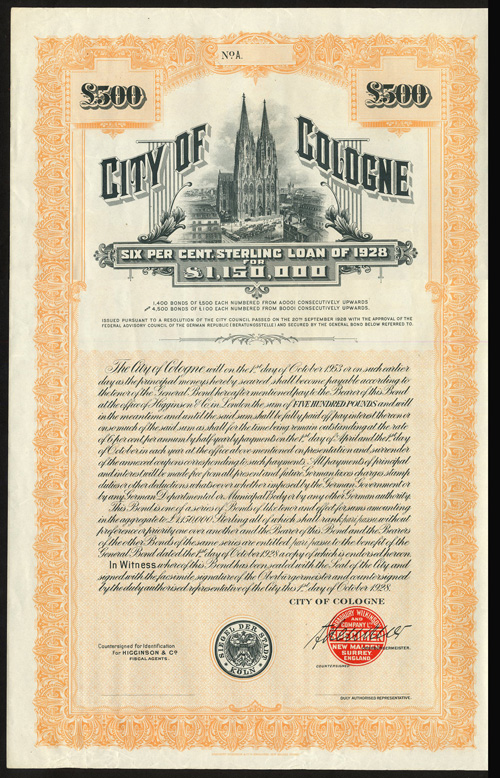 No. A.
£500
£500
CITY OF COLOGNE
SIX PER CENT. STERLING LOAN OF 1928
FOR
£1,150,000
1,400 BONDS OF £500 EACH NUMBERED FROM A0001 CONSECUTIVELY UPWARDS
AND 4,500 BONDS OF £100 EACH NUMBERED FROM B0001 CONSECUTIVELY UPWARDS.
ISSUED PURSUANT TO A RESOLUTION OF THE CITY COUNCIL PASSED ON THE 20TH SEPTEMBER 1928 WITH THE APPROVAL OF THE
FEDERAL ADVISORY COUNCIL OF THE GERMAN REPUBLIC (BERATUNGSSTELLE) AND SECURED BY THE GENERAL BOND BELOW REFERRED TO.
The City of Cologne will on the 1st day of October 1953 or on such earlier
day as the principal moneys hereby secured shall become payable according to
the tenor of the General Bond hereafter mentioned pay to the Bearer of this Bond
at the office of Higginson & Co. in London the sum of FIVE HUNDRED POUNDS and will
in the meantime and until the said sum shall be fully paid off pay interest thereon or
on so much of the said sum as shall for the time being remain outstanding at the rate
of 6 per cent per annum by half-yearly payments on the 1st day of April and the 1st day
of October in each year at the office above mentioned on presentation and surrender
of the annexed coupons corresponding to such payments. All payments of principal
and interest will be made free from all present and future German taxes charges stamp
duties or other deductions whatsoever whether imposed by the German Government or
by any German Departmental or Municipal Body or by any other German authority.
This Bond is one of a series of Bonds of like tenor and effect for sums amounting
in the aggregate to £1,150,000. Sterling all of which shall rank pari passu without
preference or priority one over another and the Bearer of this Bond and the Bearers
of the other Bonds of the same series are entitled pari passu to the benefit of the
General Bond dated the 1st day of October 1928 a copy of which is endorsed hereon.
In Witness whereof this Bond has been sealed with the Seal of the City and
signed with the facsimile signature of the Oberbürgermeister and countersigned
by the duly authorised representative of the City this 1st day of October 1928.
CITY OF COLOGNE
SIEGEL DER STADT
KÖLN
BRADBURY WILKINSON
AND
COMPANY LD
SPECIMEN
NEW MALDEN
SURREY
ENGLAND
Countersigned for Identification
For HIGGINSON & Co
FISCAL AGENTS.
COUNTERSIGNED
DULY AUTHORISED REPRESENTATIVE.